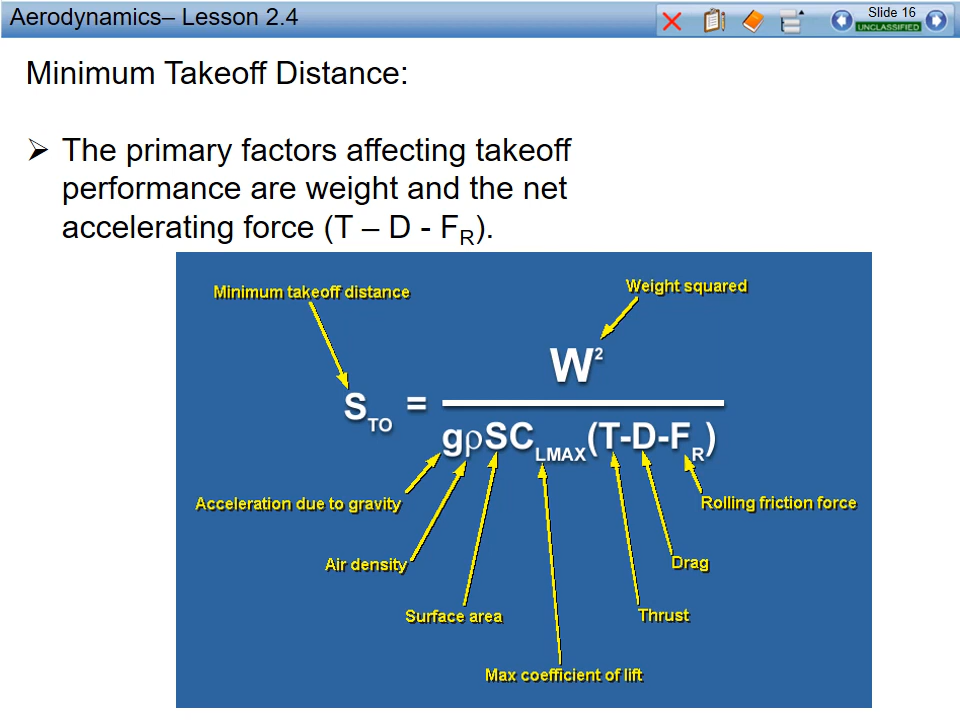 Aerodynamics– Lesson 2.4
Slide 16
UNCLASSIFIED
Minimum Takeoff Distance:
➢ The primary factors affecting takeoff
performance are weight and the net
accelerating force (T – D - F_R).
Minimum takeoff distance
Weight squared
W²
S_TO =
gρSC_LMAX(T-D-F_R)
Acceleration due to gravity
Rolling friction force
Air density
Drag
Surface area
Thrust
Max coefficient of lift